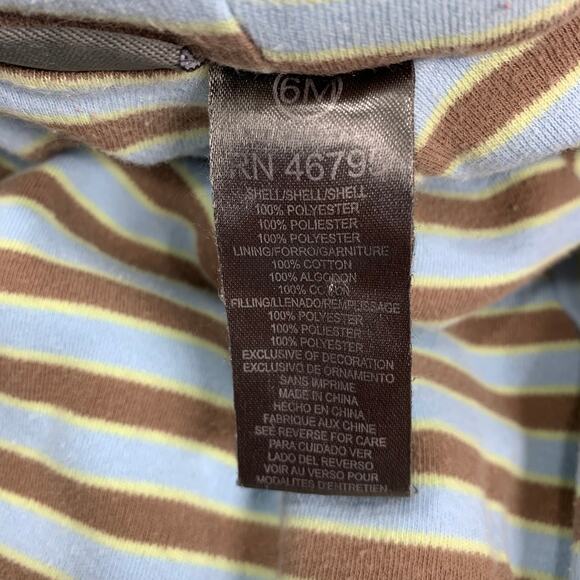 6M
RN 4679
SHELL/SHELL/SHELL
100% POLYESTER
100% POLIESTER
100% POLYESTER
LINING/FORRO/GARNITURE
100% COTTON
100% ALGODON
100% COTON
FILLING/LLENADO/REMPLISSAGE
100% POLYESTER
100% POLIESTER
100% POLYESTER
EXCLUSIVE OF DECORATION
EXCLUSIVO DE ORNAMENTO
SANS IMPRIME
MADE IN CHINA
HECHO EN CHINA
FABRIQUE AUX CHINE
SEE REVERSE FOR CARE
PARA CUIDADO VER
LADO DEL REVERSO
VOIR AU VERSO POUR
MODALITES D'ENTRETIEN